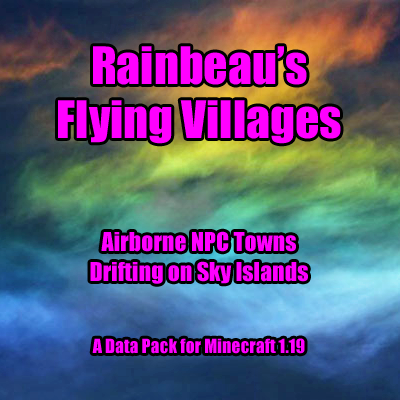 Rainbeau's
Flying Villages
Airborne NPC Towns
Drifting on Sky Islands
A Data Pack for Minecraft 1.19